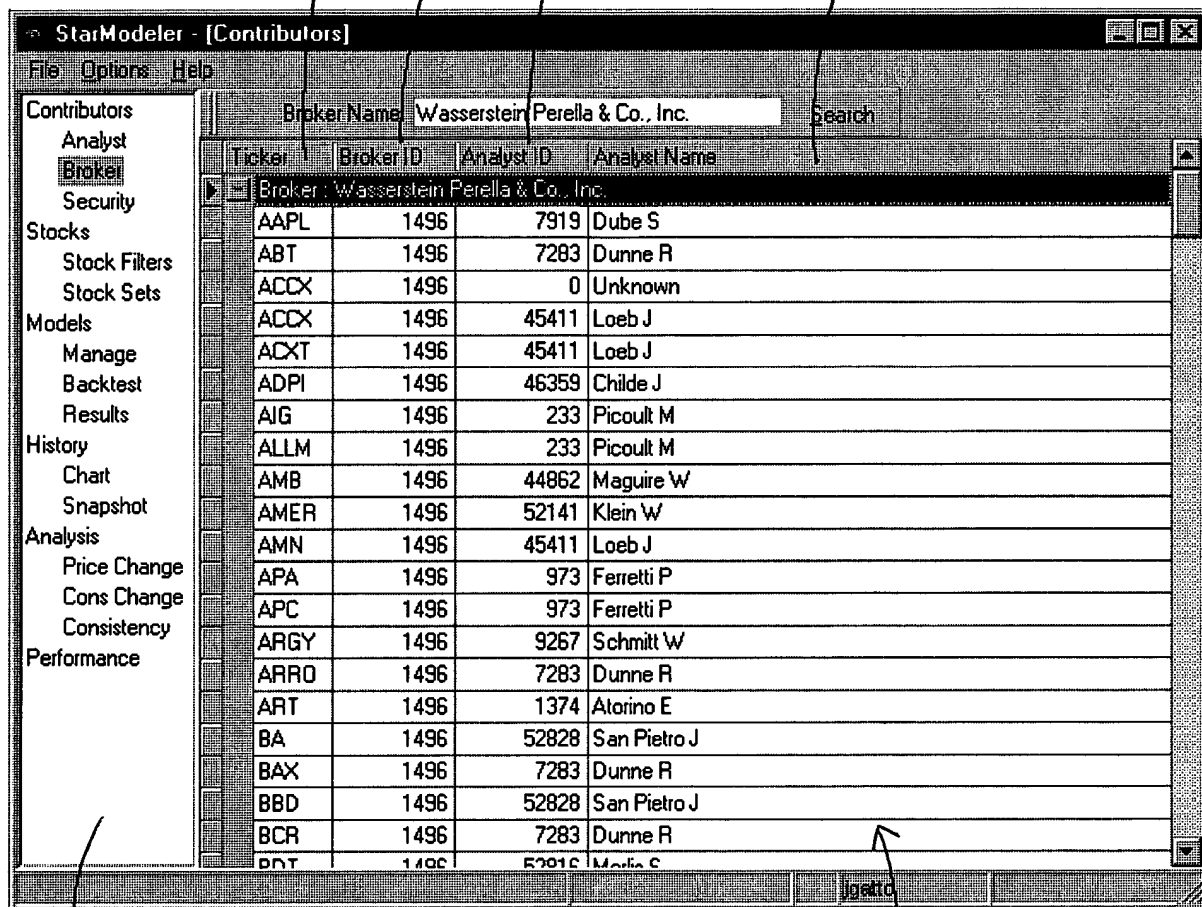 StarModeler - [Contributors]
File Options Help
Contributors
Analyst
Broker
Security
Stocks
Stock Filters
Stock Sets
Models
Manage
Backtest
Results
History
Chart
Snapshot
Analysis
Price Change
Cons Change
Consistency
Performance
Broker Name Wasserstein Perella & Co., Inc. Search
Ticker Broker ID Analyst ID Analyst Name
Broker : Wasserstein Perella & Co., Inc.
AAPL 1496 7919 Dube S
ABT 1496 7283 Dunne R
ACCX 1496 0 Unknown
ACCX 1496 45411 Loeb J
ACXT 1496 45411 Loeb J
ADPI 1496 46359 Childe J
AIG 1496 233 Picoult M
ALLM 1496 233 Picoult M
AMB 1496 44862 Maguire W
AMER 1496 52141 Klein W
AMN 1496 45411 Loeb J
APA 1496 973 Ferretti P
APC 1496 973 Ferretti P
ARGY 1496 9267 Schmitt W
ARRO 1496 7283 Dunne R
ART 1496 1374 Atorino E
BA 1496 52828 San Pietro J
BAX 1496 7283 Dunne R
BBD 1496 52828 San Pietro J
BCR 1496 7283 Dunne R
BDT 1496
jgatto